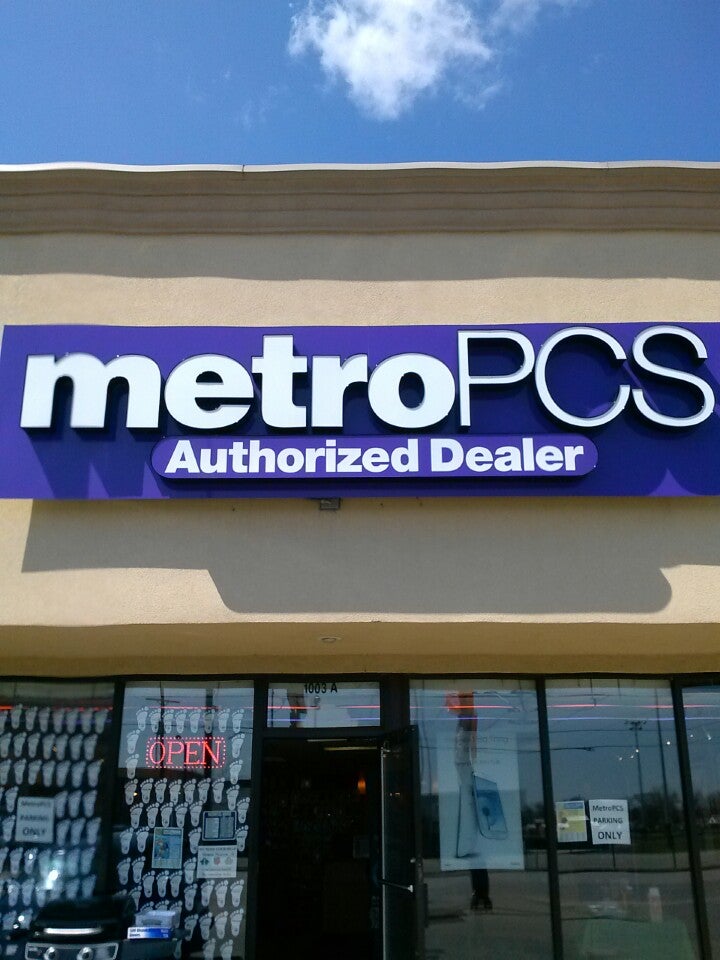 metroPCS
Authorized Dealer
1003 A
OPEN
MetroPCS
PARKING
ONLY
MetroPCS
PARKING
ONLY